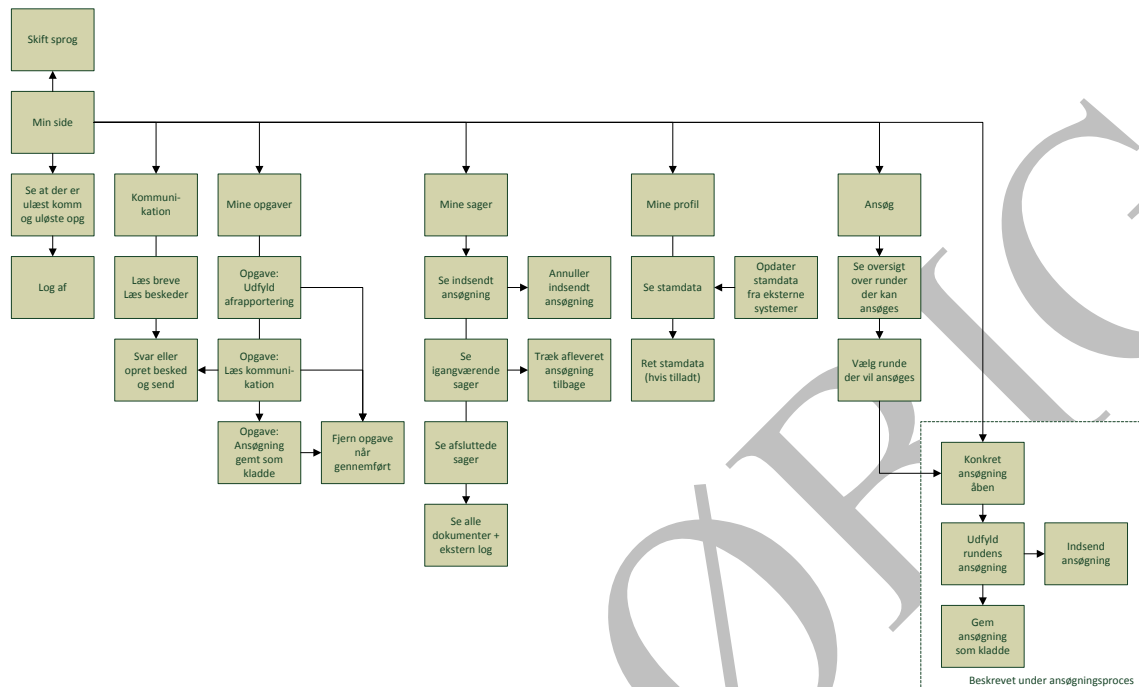 Skift sprog
Min side
Se at der er
ulæst komm
og uløste opg
Log af
Kommuni-
kation
Læs breve
Læs beskeder
Svar eller
opret besked
og send
Mine opgaver
Opgave:
Udfyld
afrapportering
Opgave:
Læs kommuni-
kation
Opgave:
Ansøgning
gemt som
kladde
Fjern opgave
når
gennemført
Mine sager
Se indsendt
ansøgning
Annuller
indsendt
ansøgning
Se
igangværende
sager
Træk afleveret
ansøgning
tilbage
Se afsluttede
sager
Se alle
dokumenter +
ekstern log
Mine profil
Se stamdata
Opdater
stamdata
fra eksterne
systemer
Ret stamdata
(hvis tilladt)
Ansøg
Se oversigt
over runder
der kan
ansøges
Vælg runde
der vil ansøges
Konkret
ansøgning
åben
Udfyld
rundens
ansøgning
Indsend
ansøgning
Gem
ansøgning
som kladde
Beskrevet under ansøgningsproces